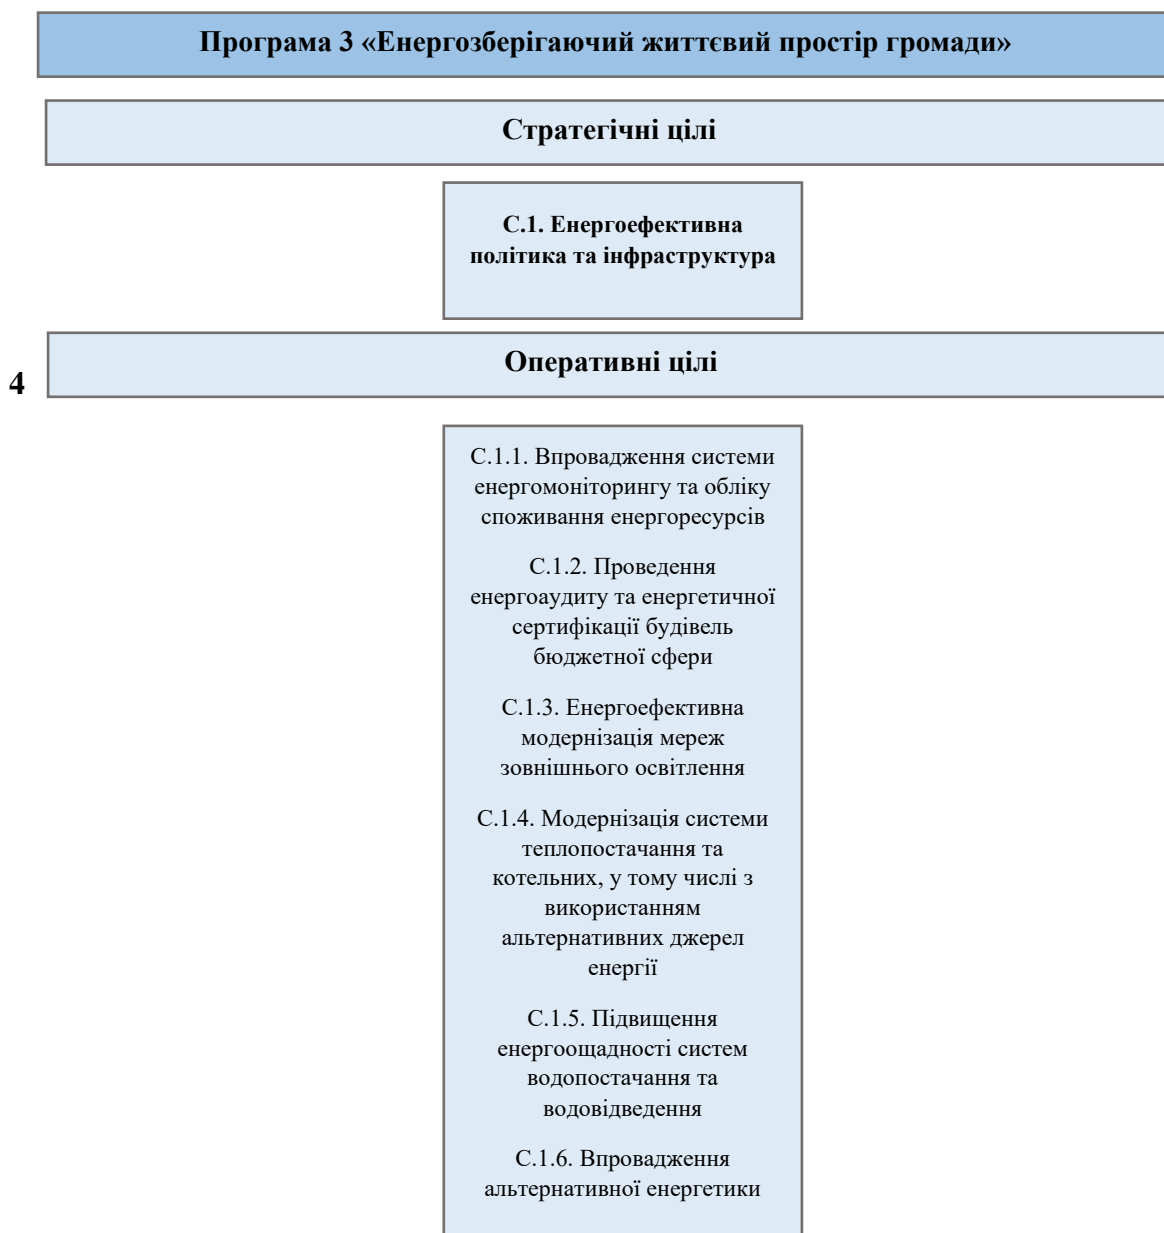 Програма 3 «Енергозберігаючий життєвий простір громади»
Стратегічні цілі
С.1. Енергоефективна
політика та інфраструктура
Оперативні цілі
4
С.1.1. Впровадження системи
енергомоніторингу та обліку
споживання енергоресурсів
С.1.2. Проведення
енергоаудиту та енергетичної
сертифікації будівель
бюджетної сфери
С.1.3. Енергоефективна
модернізація мереж
зовнішнього освітлення
С.1.4. Модернізація системи
теплопостачання та
котельних, у тому числі з
використанням
альтернативних джерел
енергії
С.1.5. Підвищення
енергоощадності систем
водопостачання та
водовідведення
С.1.6. Впровадження
альтернативної енергетики